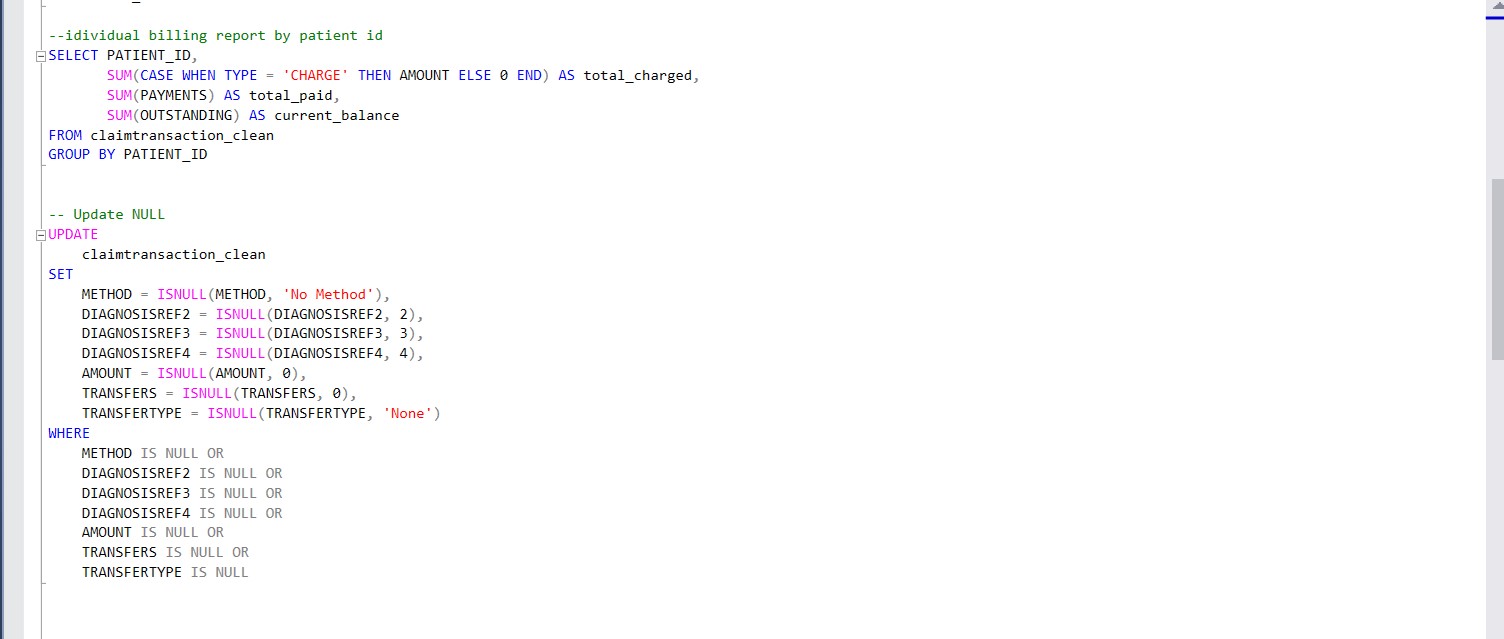 --idividual billing report by patient id
SELECT PATIENT_ID,
SUM(CASE WHEN TYPE = 'CHARGE' THEN AMOUNT ELSE 0 END) AS total_charged,
SUM(PAYMENTS) AS total_paid,
SUM(OUTSTANDING) AS current_balance
FROM claimtransaction_clean
GROUP BY PATIENT_ID
-- Update NULL
UPDATE
claimtransaction_clean
SET
METHOD = ISNULL(METHOD, 'No Method'),
DIAGNOSISREF2 = ISNULL(DIAGNOSISREF2, 2),
DIAGNOSISREF3 = ISNULL(DIAGNOSISREF3, 3),
DIAGNOSISREF4 = ISNULL(DIAGNOSISREF4, 4),
AMOUNT = ISNULL(AMOUNT, 0),
TRANSFERS = ISNULL(TRANSFERS, 0),
TRANSFERTYPE = ISNULL(TRANSFERTYPE, 'None')
WHERE
METHOD IS NULL OR
DIAGNOSISREF2 IS NULL OR
DIAGNOSISREF3 IS NULL OR
DIAGNOSISREF4 IS NULL OR
AMOUNT IS NULL OR
TRANSFERS IS NULL OR
TRANSFERTYPE IS NULL